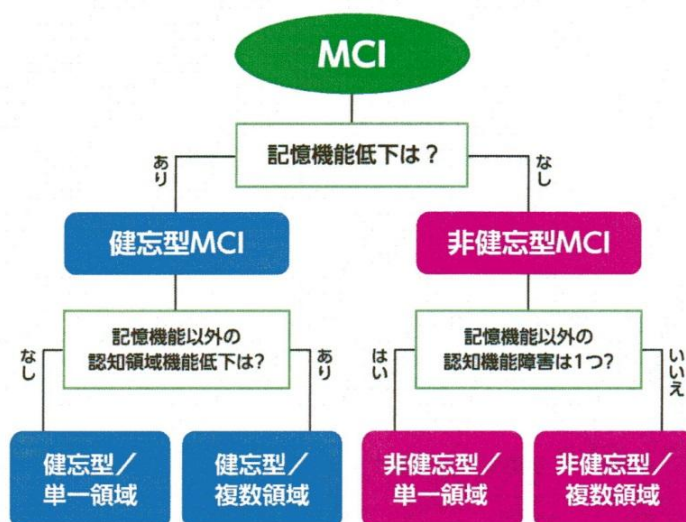 MCI
記憶機能低下は？
あり
なし
健忘型MCI
非健忘型MCI
記憶機能以外の
認知領域機能低下は?
記憶機能以外の
認知機能障害は1つ?
なし
あり
はい
いいえ
健忘型／
単一領域
健忘型／
複数領域
非健忘型／
単一領域
非健忘型／
複数領域